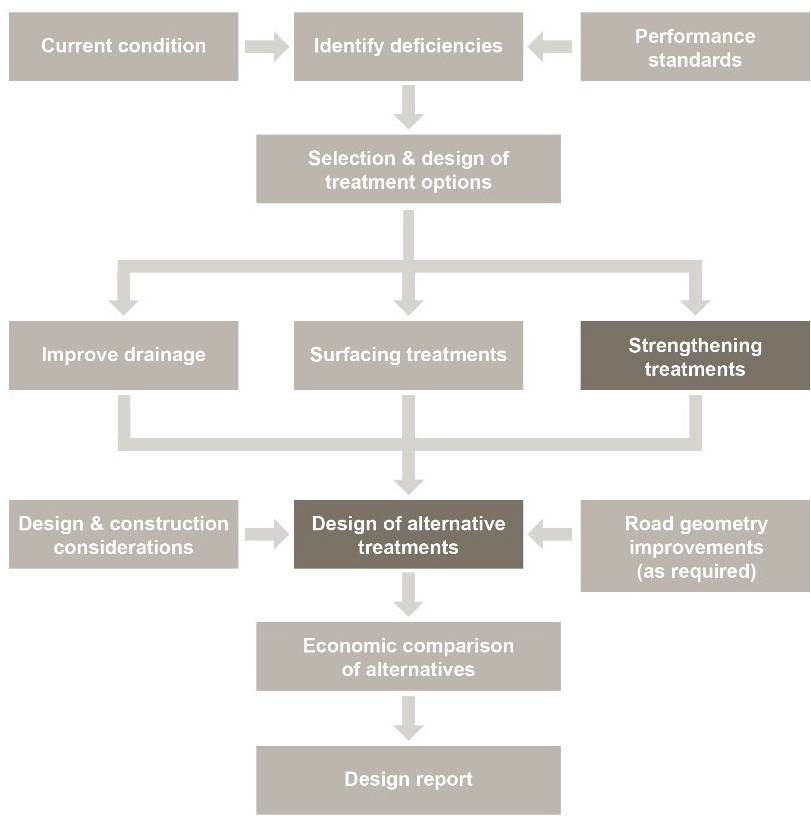 Current condition
Identify deficiencies
Performance
standards
Selection & design of
treatment options
Improve drainage
Surfacing treatments
Strengthening
treatments
Design & construction
considerations
Design of alternative
treatments
Road geometry
improvements
(as required)
Economic comparison
of alternatives
Design report